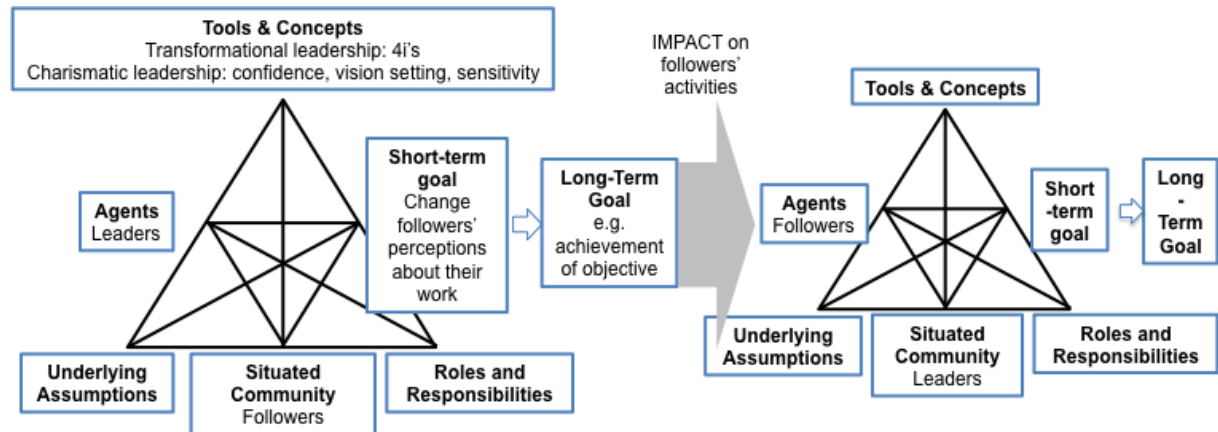 Tools & Concepts
Transformational leadership: 4i's
Charismatic leadership: confidence, vision setting, sensitivity
Agents
Leaders
Short-term
goal
Change
followers'
perceptions
about their
work
Long-Term
Goal
e.g.
achievement
of objective
Underlying
Assumptions
Situated
Community
Followers
Roles and
Responsibilities
IMPACT on
followers'
activities
Tools & Concepts
Agents
Followers
Short
-term
goal
Long
-
Term
Goal
Underlying
Assumptions
Situated
Community
Leaders
Roles and
Responsibilities